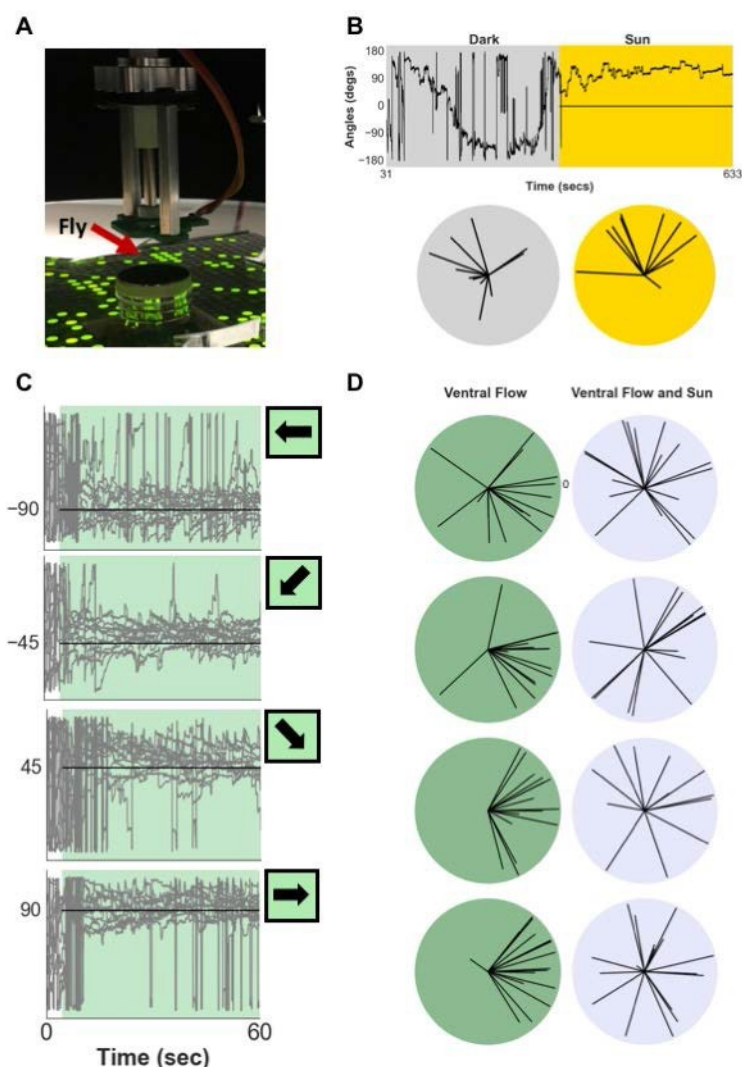 A
Fly
B
Dark
Sun
Angles (degs)
180
90
0
−90
−180
31
633
Time (secs)
C
−90
−45
45
90
0
60
Time (sec)
D
Ventral Flow
Ventral Flow and Sun
0